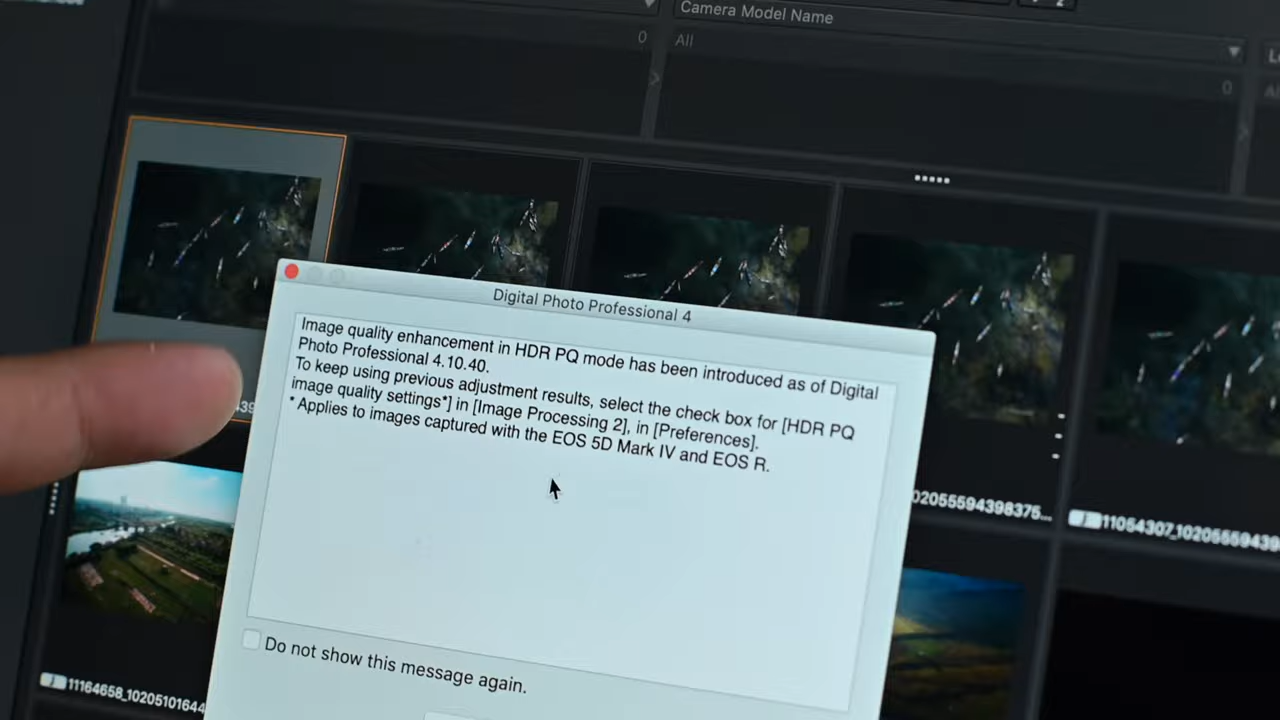 Camera Model Name
0
All
0
Digital Photo Professional 4
Image quality enhancement in HDR PQ mode has been introduced as of Digital
Photo Professional 4.10.40.
To keep using previous adjustment results, select the check box for [HDR PQ
image quality settings*] in [Image Processing 2], in [Preferences].
* Applies to images captured with the EOS 5D Mark IV and EOS R.
02055594398375...
11054307_10205559439
Do not show this message again.
11164658_10205101644